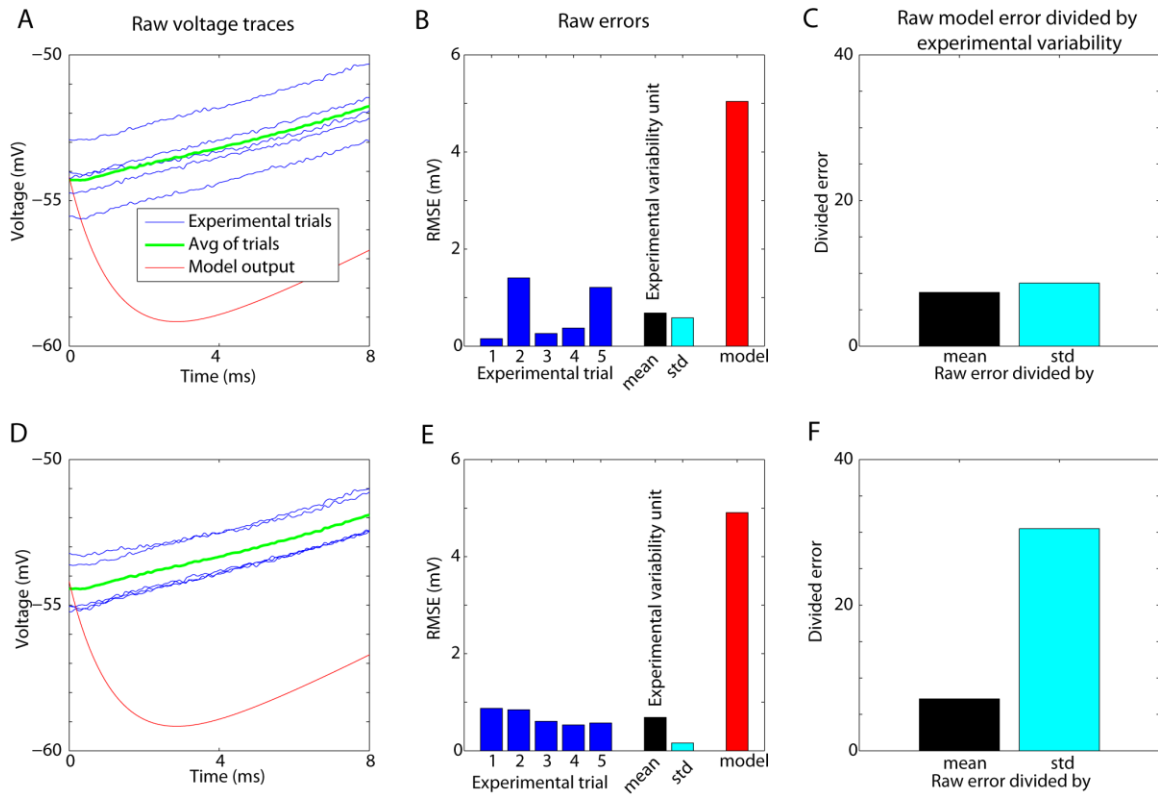 A
Raw voltage traces
−50
−55
−60
Voltage (mV)
0
4
8
Time (ms)
Experimental trials
Avg of trials
Model output
B
Raw errors
6
4
2
0
RMSE (mV)
Experimental variability unit
1 2 3 4 5
Experimental trial
mean
std
model
C
Raw model error divided by
experimental variability
40
20
0
Divided error
mean
std
Raw error divided by
D
−50
−55
−60
Voltage (mV)
0
4
8
Time (ms)
E
6
4
2
0
RMSE (mV)
Experimental variability unit
1 2 3 4 5
Experimental trial
mean
std
model
F
40
20
0
Divided error
mean
std
Raw error divided by